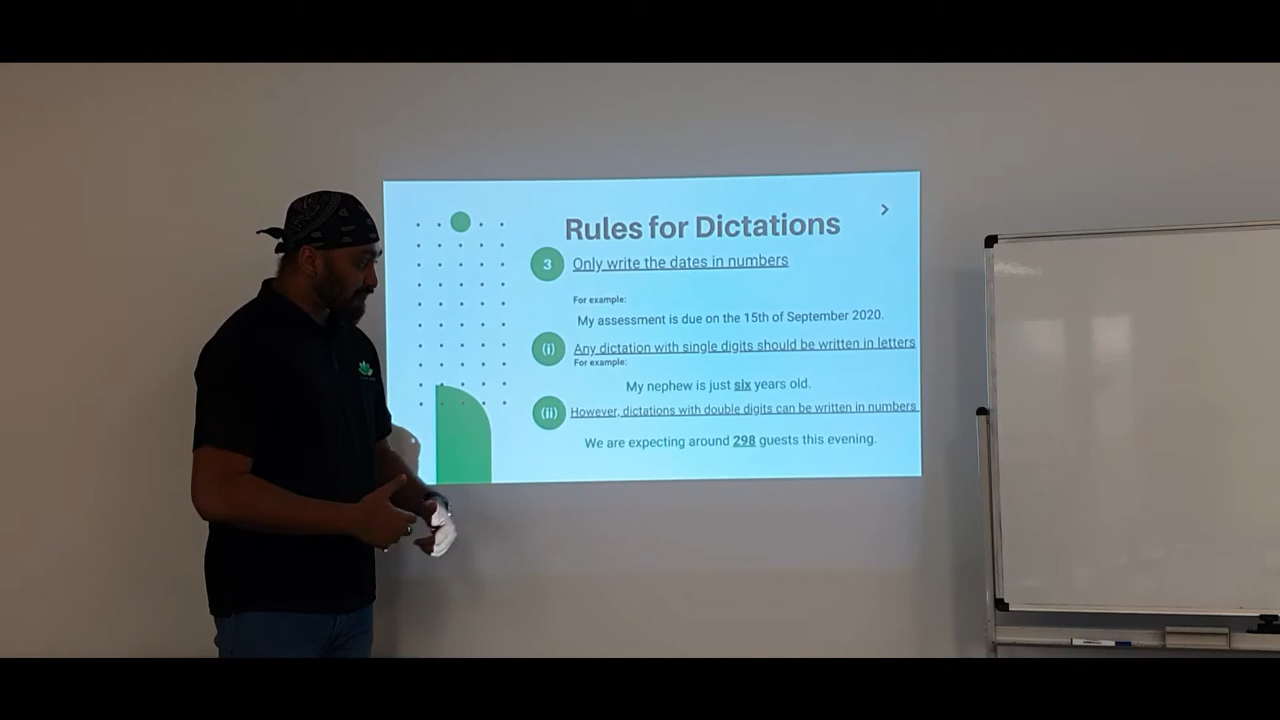 Rules for Dictations
3 Only write the dates in numbers
For example:
My assessment is due on the 15th of September 2020.
(i) Any dictation with single digits should be written in letters
For example:
My nephew is just six years old.
(ii) However, dictations with double digits can be written in numbers
We are expecting around 298 guests this evening.